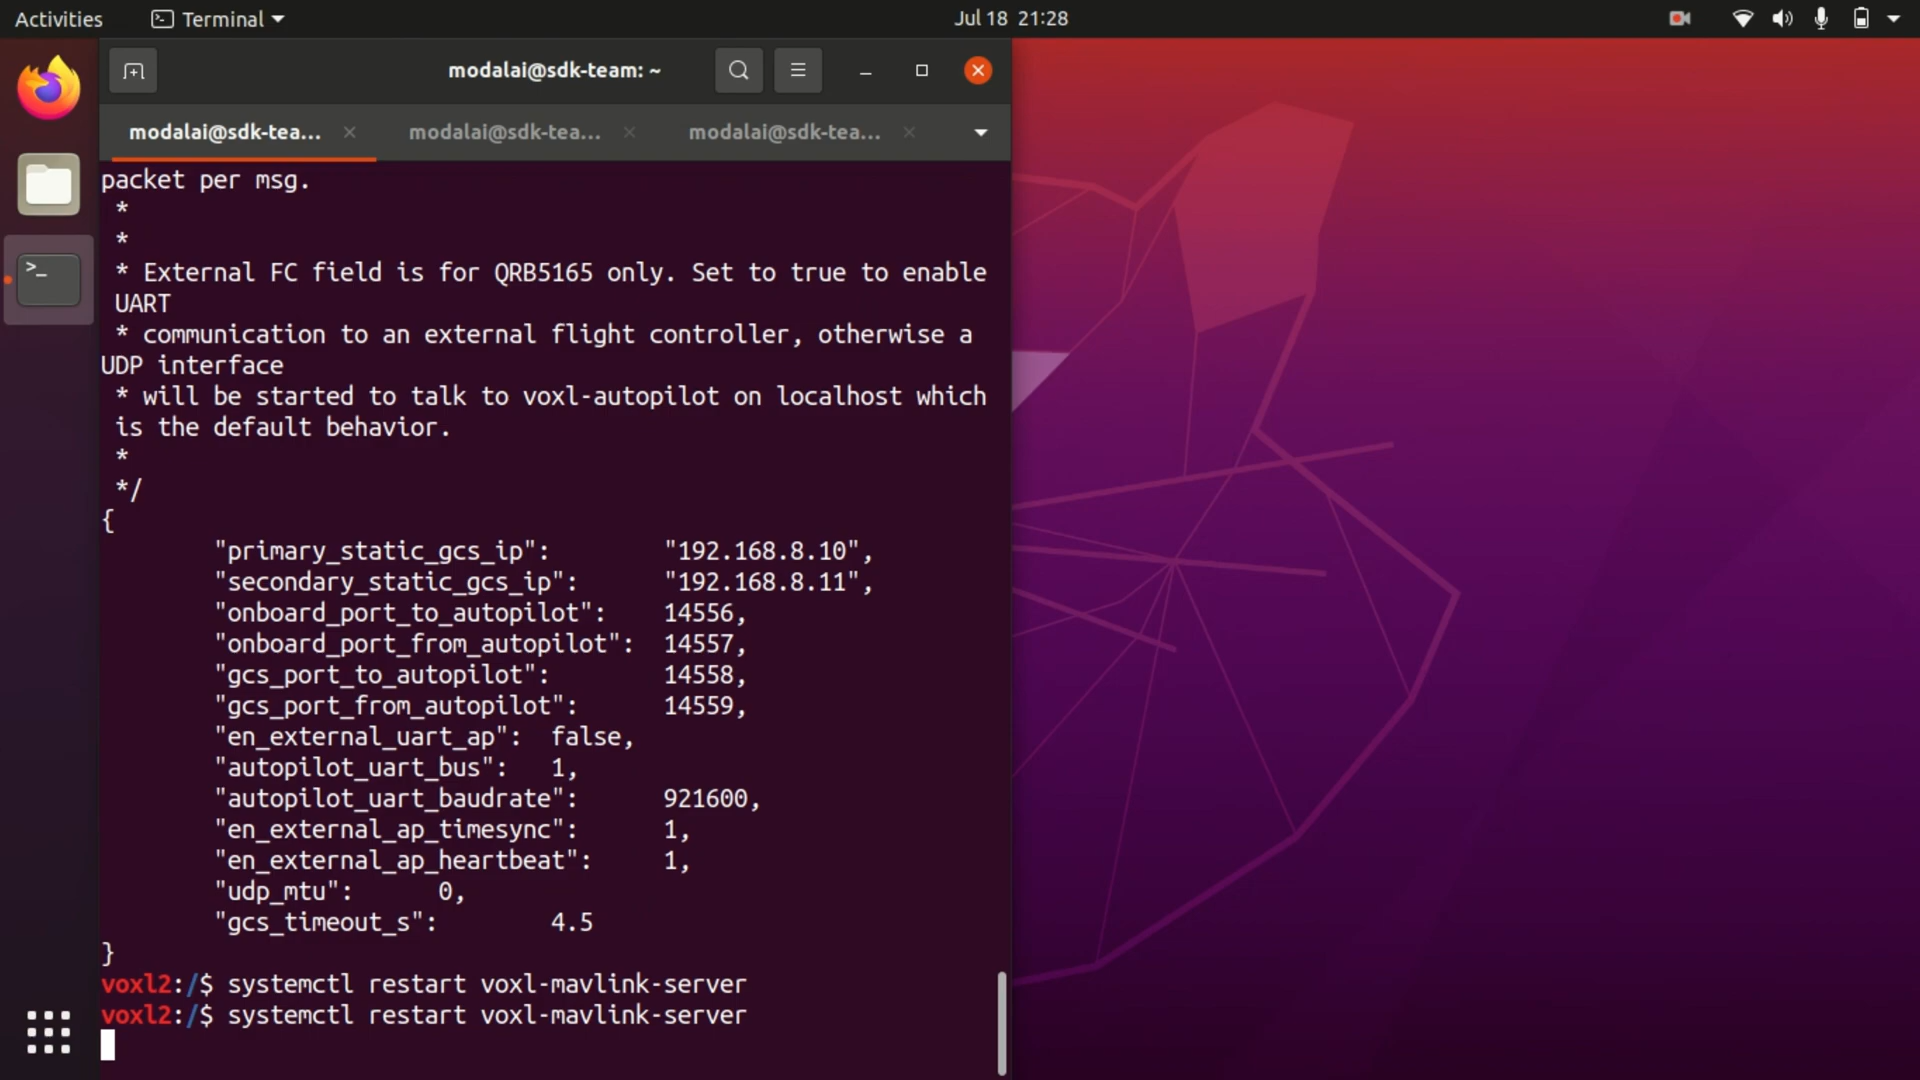 Activities
Terminal
Jul 18 21:28
modalai@sdk-team: ~
modalai@sdk-tea...
modalai@sdk-tea...
modalai@sdk-tea...
packet per msg.
*
*
* External FC field is for QRB5165 only. Set to true to enable
UART
* communication to an external flight controller, otherwise a
UDP interface
* will be started to talk to voxl-autopilot on localhost which
is the default behavior.
*
*/
{
"primary_static_gcs_ip": "192.168.8.10",
"secondary_static_gcs_ip": "192.168.8.11",
"onboard_port_to_autopilot": 14556,
"onboard_port_from_autopilot": 14557,
"gcs_port_to_autopilot": 14558,
"gcs_port_from_autopilot": 14559,
"en_external_uart_ap": false,
"autopilot_uart_bus": 1,
"autopilot_uart_baudrate": 921600,
"en_external_ap_timesync": 1,
"en_external_ap_heartbeat": 1,
"udp_mtu": 0,
"gcs_timeout_s": 4.5
}
voxl2:/$ systemctl restart voxl-mavlink-server
voxl2:/$ systemctl restart voxl-mavlink-server